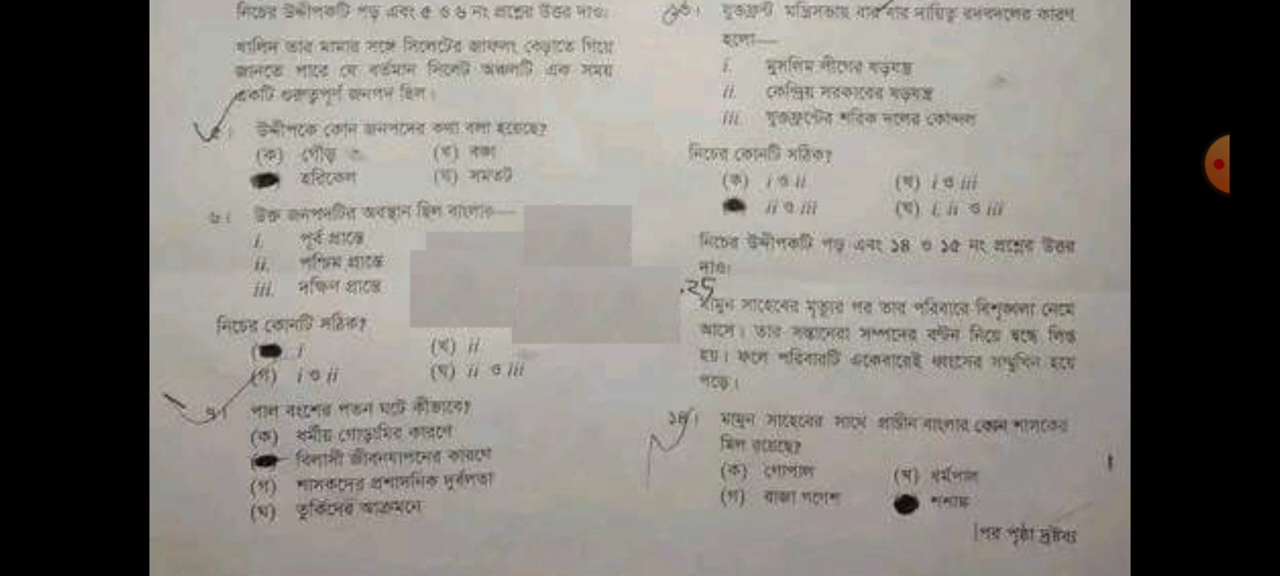 নিচের উদ্দীপকটি পড় এবং ৫ ও ৬ নং প্রশ্নের উত্তর দাও:
খালিদ তার মামার সঙ্গে সিলেটের জাফলং বেড়াতে গিয়ে
জানতে পারে যে বর্তমান সিলেট অঞ্চলটি এক সময়
একটি গুরুত্বপূর্ণ জনপদ ছিল।
৫। উদ্দীপকে কোন জনপদের কথা বলা হয়েছে?
(ক) গৌড় (খ) বঙ্গ
হরিকেল (ঘ) সমতট
৬। উক্ত জনপদটির অবস্থান ছিল বাংলার—
i. পূর্ব প্রান্তে
ii. পশ্চিম প্রান্তে
iii. দক্ষিণ প্রান্তে
নিচের কোনটি সঠিক?
i (খ) ii
(গ) i ও ii (ঘ) ii ও iii
৭। পাল বংশের পতন ঘটে কীভাবে?
(ক) ধর্মীয় গোড়ামির কারণে
বিলাসী জীবনযাপনের কারণে
(গ) শাসকদের প্রশাসনিক দুর্বলতা
(ঘ) তুর্কিদের আক্রমনে
১৩। যুক্তফ্রন্ট মন্ত্রিসভায় বার বার দায়িত্ব রদবদলের কারণ
হলো—
i. মুসলিম লীগের ষড়যন্ত্র
ii. কেন্দ্রিয় সরকারের ষড়যন্ত্র
iii. যুক্তফ্রন্টের শরিক দলের কোন্দল
নিচের কোনটি সঠিক?
(ক) i ও ii (খ) i ও iii
ii ও iii (ঘ) i, ii ও iii
নিচের উদ্দীপকটি পড় এবং ১৪ ও ১৫ নং প্রশ্নের উত্তর
দাও:
মামুন সাহেবের মৃত্যুর পর তার পরিবারে বিশৃঙ্খলা নেমে
আসে। তার সন্তানেরা সম্পদের বণ্টন নিয়ে দ্বন্দ্বে লিপ্ত
হয়। ফলে পরিবারটি একেবারেই ধ্বংসের সম্মুখিন হয়ে
পড়ে।
১৪। মামুন সাহেবের সাথে প্রাচীন বাংলার কোন শাসকের
মিল রয়েছে?
(ক) গোপাল (খ) ধর্মপাল
(গ) রাজা গণেশ শশাঙ্ক
পর পৃষ্ঠা দ্রষ্টব্য